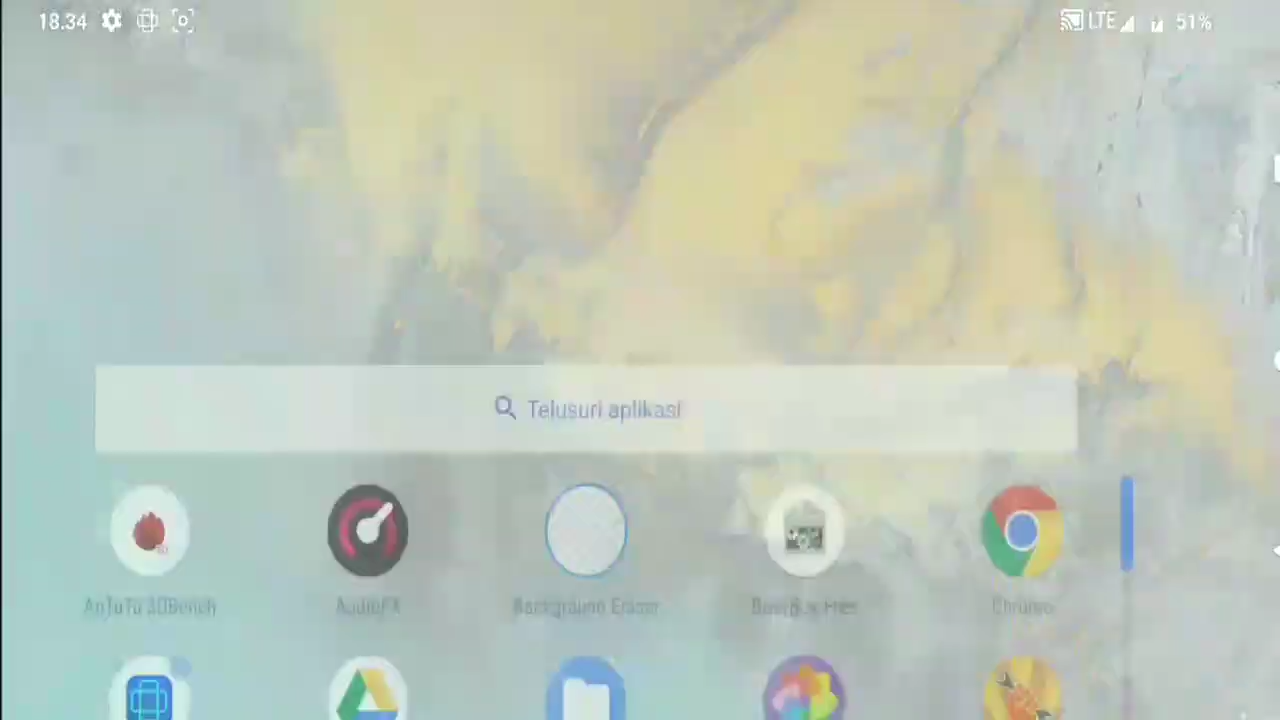 18.34
LTE 51%
Telusuri aplikasi
AnTuTu 3DBench
AudioFX
Background Eraser
Chrome